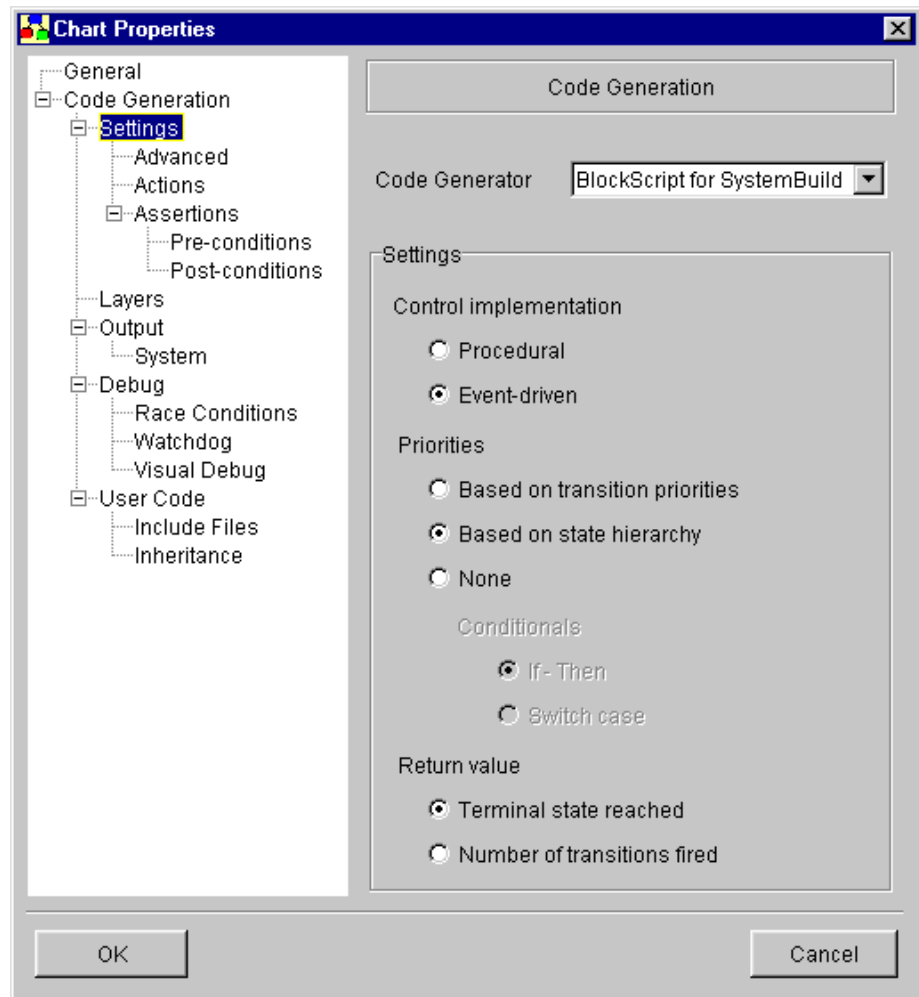 Chart Properties
General
Code Generation
Settings
Advanced
Actions
Assertions
Pre-conditions
Post-conditions
Layers
Output
System
Debug
Race Conditions
Watchdog
Visual Debug
User Code
Include Files
Inheritance
Code Generation
Code Generator BlockScript for SystemBuild
Settings
Control implementation
Procedural
Event-driven
Priorities
Based on transition priorities
Based on state hierarchy
None
Conditionals
If - Then
Switch case
Return value
Terminal state reached
Number of transitions fired
OK Cancel